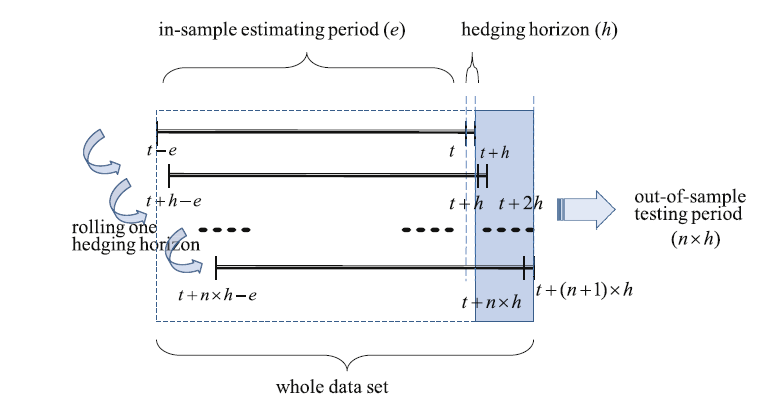 in-sample estimating period (e)
hedging horizon (h)
t−e
t
t+h
t+h−e
t+h
t+2h
out-of-sample
testing period
(n×h)
rolling one
hedging horizon
t+n×h−e
t+n×h
t+(n+1)×h
whole data set